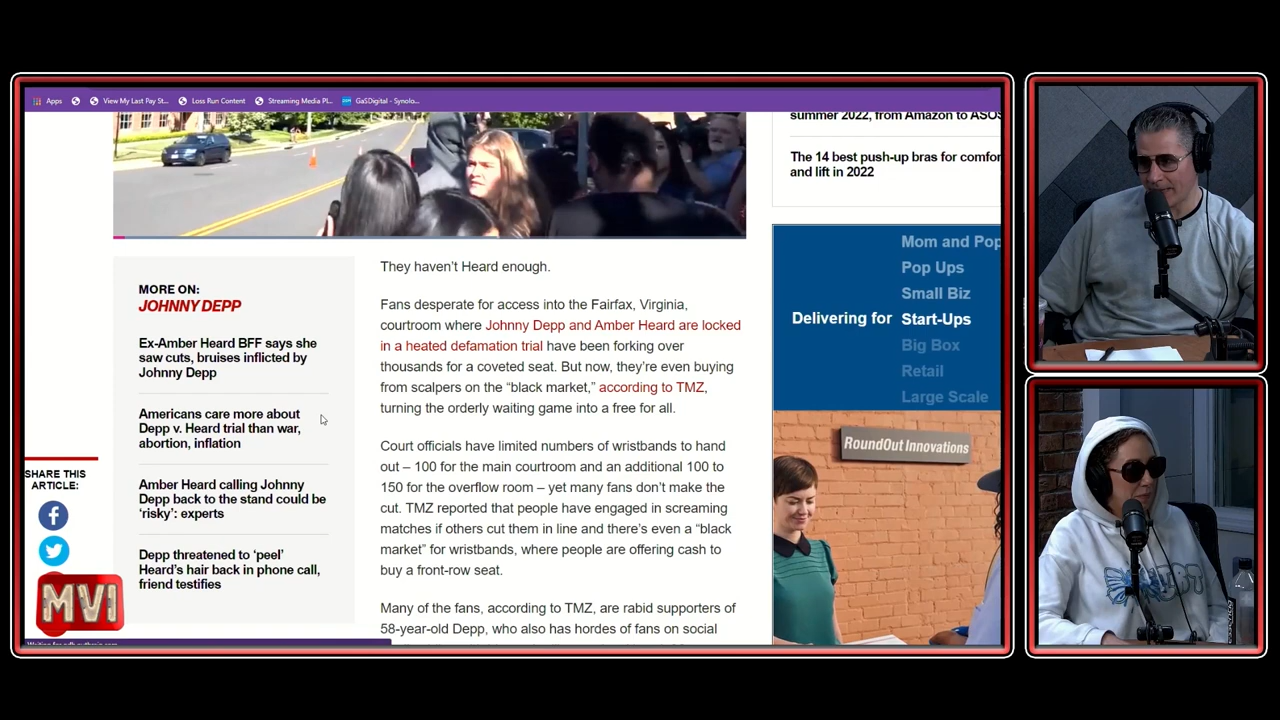 Apps
View My Last Pay St...
Loss Run Content
Streaming Media Pl...
GaSDigital - Synolo...
MORE ON:
JOHNNY DEPP
Ex-Amber Heard BFF says she
saw cuts, bruises inflicted by
Johnny Depp
Americans care more about
Depp v. Heard trial than war,
abortion, inflation
Amber Heard calling Johnny
Depp back to the stand could be
'risky': experts
Depp threatened to 'peel'
Heard's hair back in phone call,
friend testifies
SHARE THIS
ARTICLE:
MVI
They haven't Heard enough.
Fans desperate for access into the Fairfax, Virginia,
courtroom where Johnny Depp and Amber Heard are locked
in a heated defamation trial have been forking over
thousands for a coveted seat. But now, they're even buying
from scalpers on the "black market," according to TMZ,
turning the orderly waiting game into a free for all.
Court officials have limited numbers of wristbands to hand
out – 100 for the main courtroom and an additional 100 to
150 for the overflow room – yet many fans don't make the
cut. TMZ reported that people have engaged in screaming
matches if others cut them in line and there's even a "black
market" for wristbands, where people are offering cash to
buy a front-row seat.
Many of the fans, according to TMZ, are rabid supporters of
58-year-old Depp, who also has hordes of fans on social
summer 2022, from Amazon to ASOS
The 14 best push-up bras for comfor
and lift in 2022
Mom and Pop
Pop Ups
Small Biz
Delivering for Start-Ups
Big Box
Retail
Large Scale
RoundOut Innovations